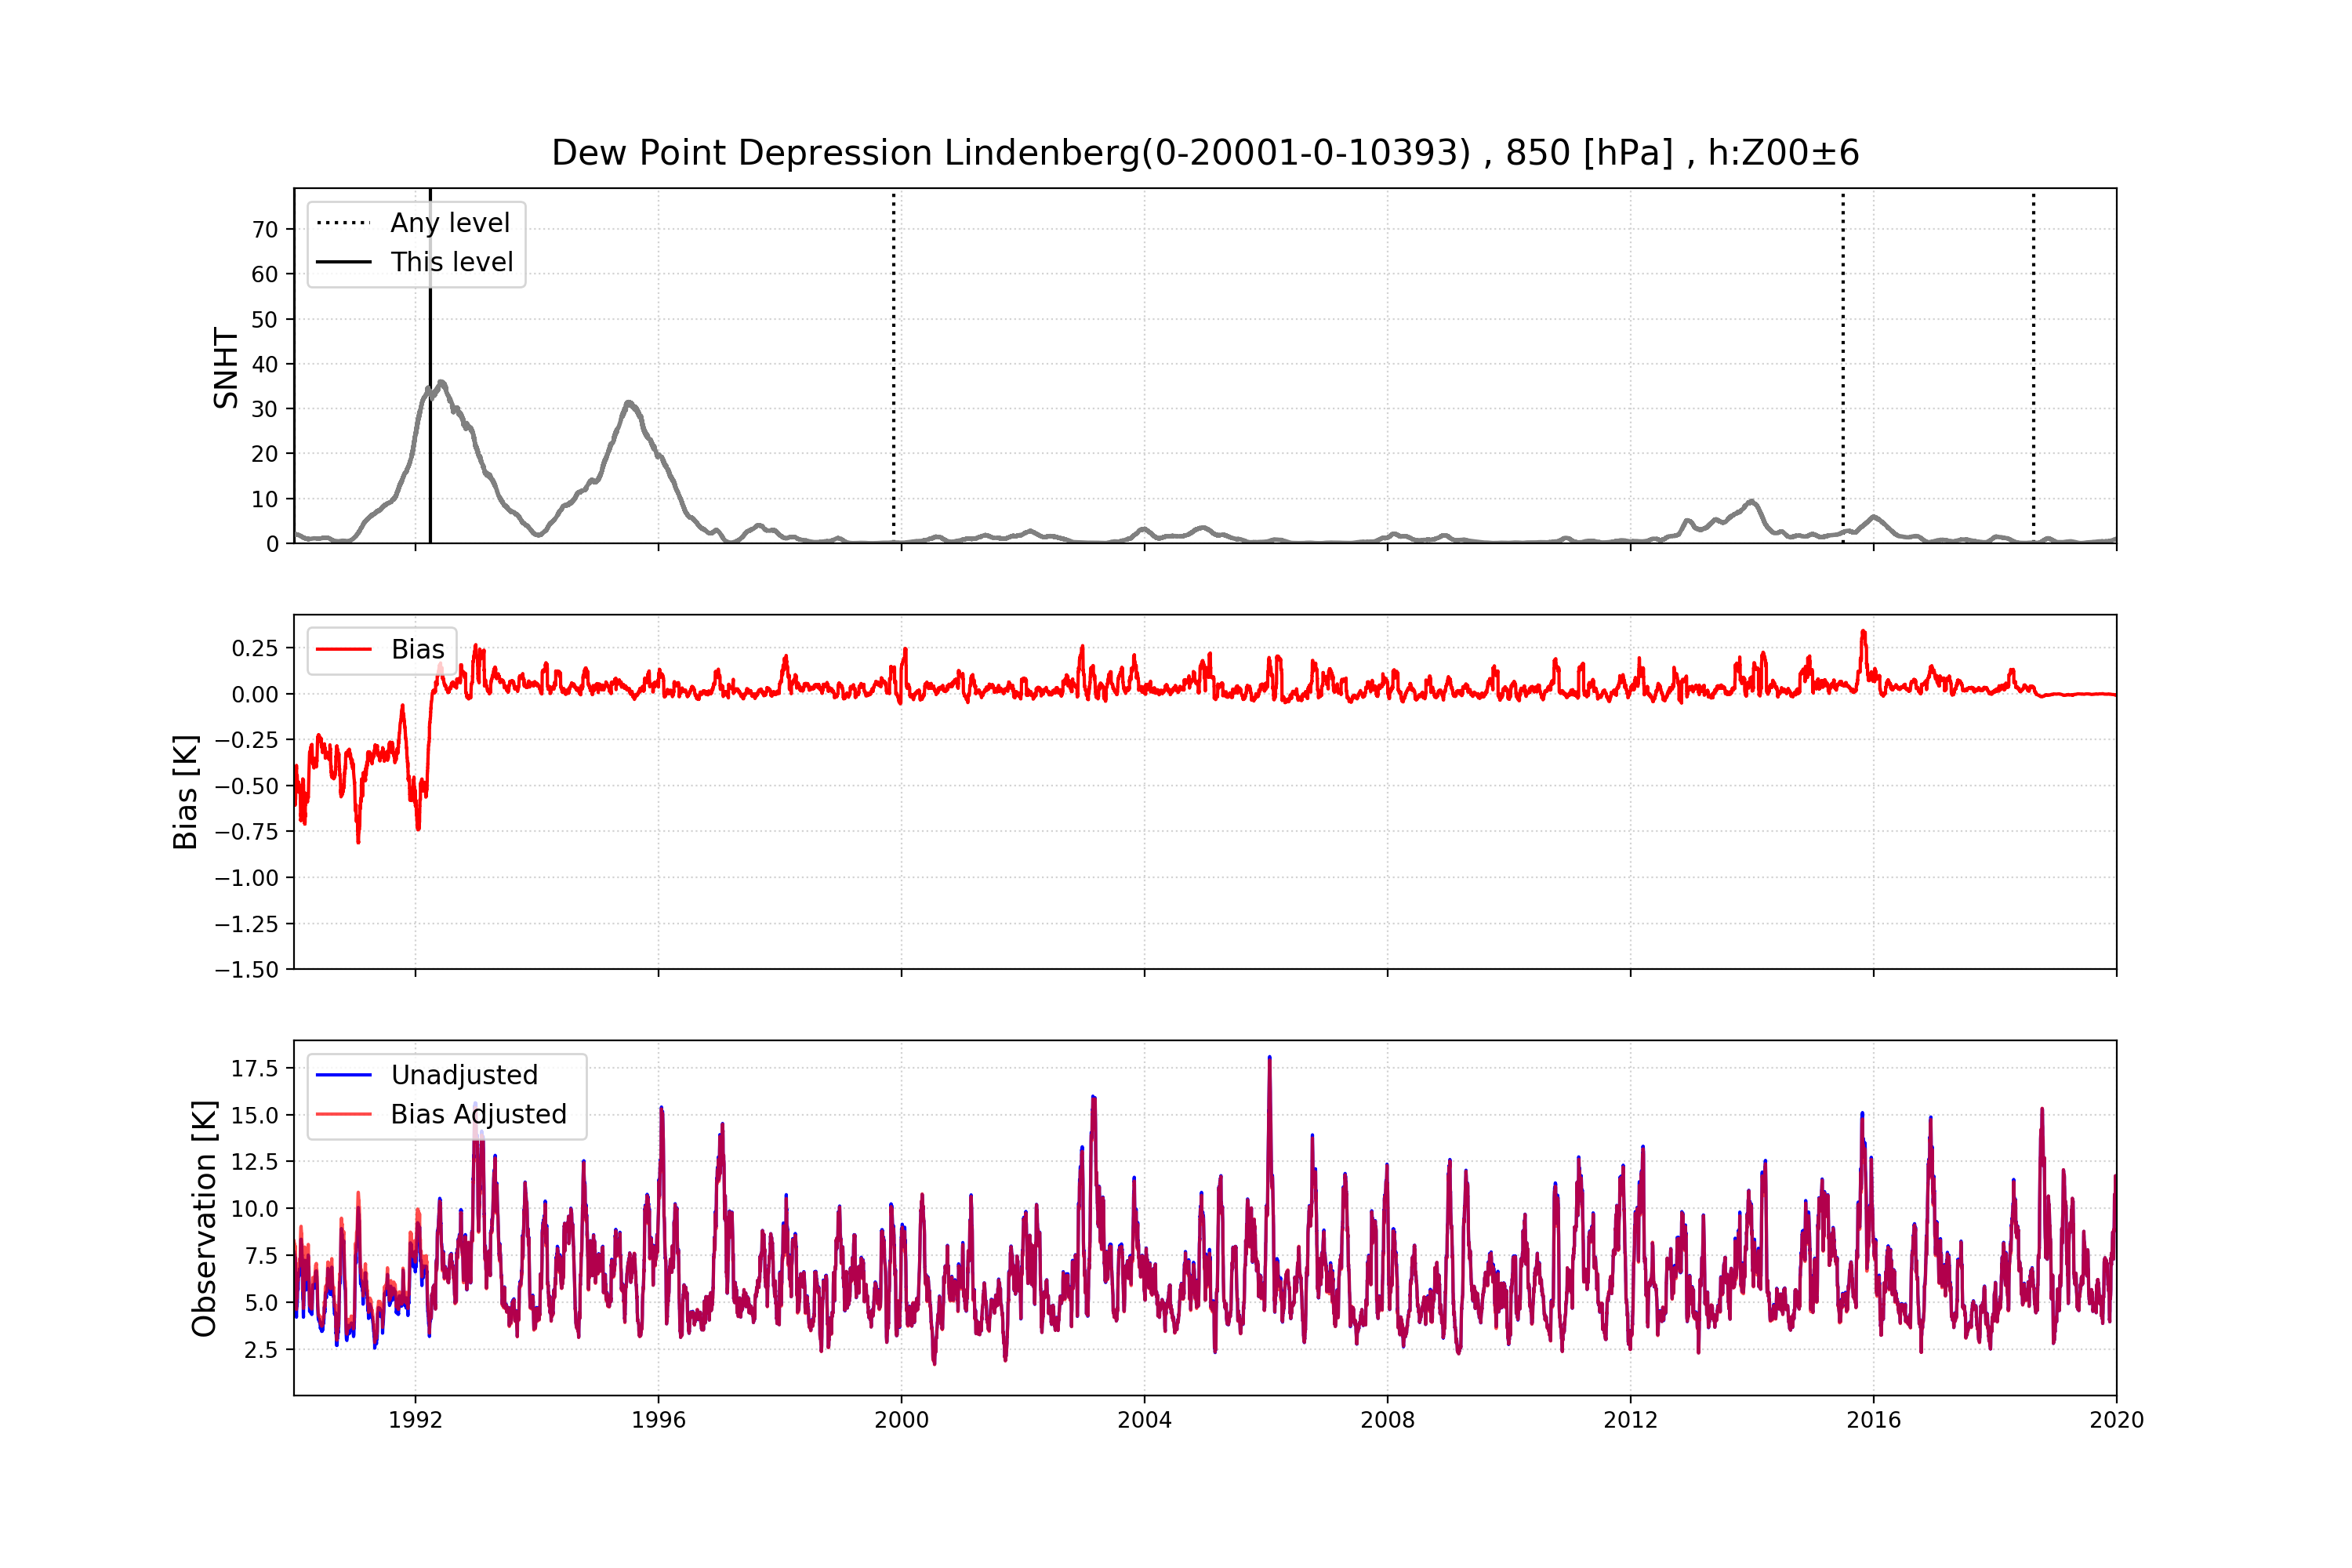 Dew Point Depression Lindenberg(0-20001-0-10393) , 850 [hPa] , h:Z00±6
Any level
This level
SNHT
70
60
50
40
30
20
10
0
Bias
Bias [K]
0.25
0.00
−0.25
−0.50
−0.75
−1.00
−1.25
−1.50
Unadjusted
Bias Adjusted
Observation [K]
17.5
15.0
12.5
10.0
7.5
5.0
2.5
1992 1996 2000 2004 2008 2012 2016 2020